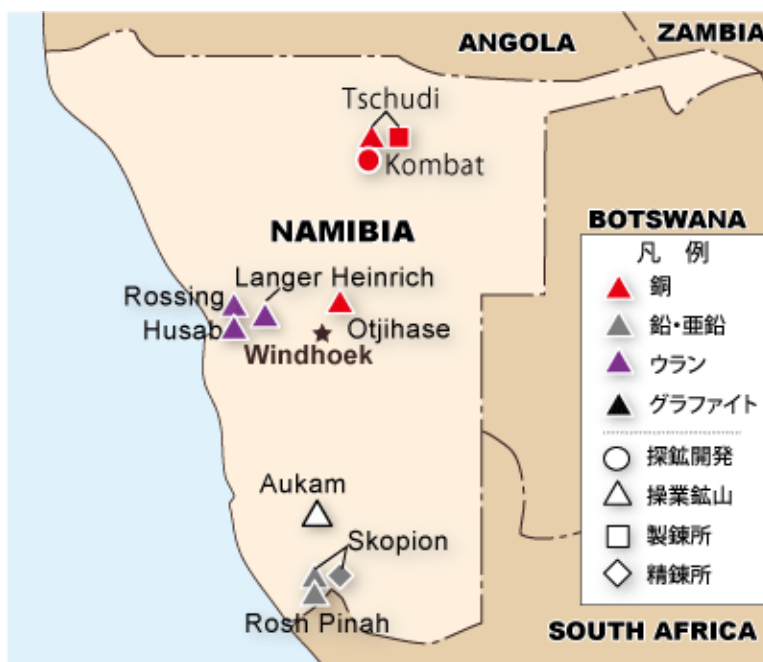 ANGOLA
ZAMBIA
Tschudi
Kombat
NAMIBIA
BOTSWANA
Langer Heinrich
Rossing
Husab
Otjihase
Windhoek
Aukam
Skopion
Rosh Pinah
SOUTH AFRICA
凡 例
銅
鉛・亜鉛
ウラン
グラファイト
探鉱開発
操業鉱山
製錬所
精錬所